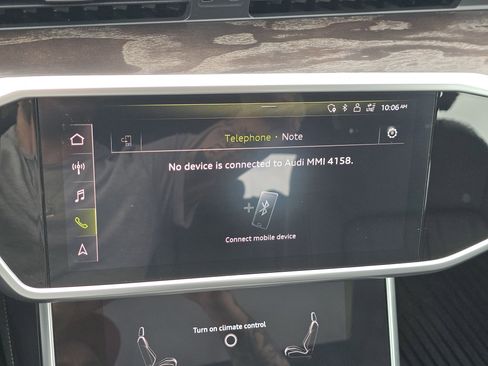 10:06 AM
Telephone · Note
No device is connected to Audi MMI 4158.
Connect mobile device
Turn on climate control